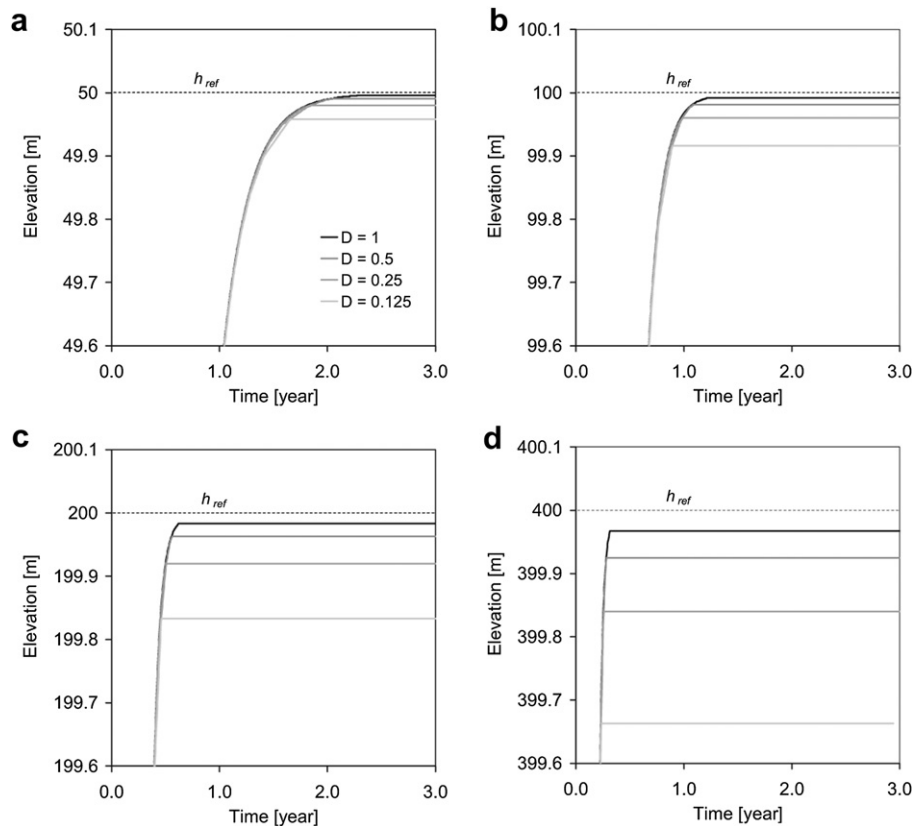 a
50.1
50
49.9
49.8
49.7
49.6
Elevation [m]
h ref
D = 1
D = 0.5
D = 0.25
D = 0.125
0.0 1.0 2.0 3.0
Time [year]
b
100.1
100
99.9
99.8
99.7
99.6
Elevation [m]
h ref
0.0 1.0 2.0 3.0
Time [year]
c
200.1
200
199.9
199.8
199.7
199.6
Elevation [m]
h ref
0.0 1.0 2.0 3.0
Time [year]
d
400.1
400
399.9
399.8
399.7
399.6
Elevation [m]
h ref
0.0 1.0 2.0 3.0
Time [year]